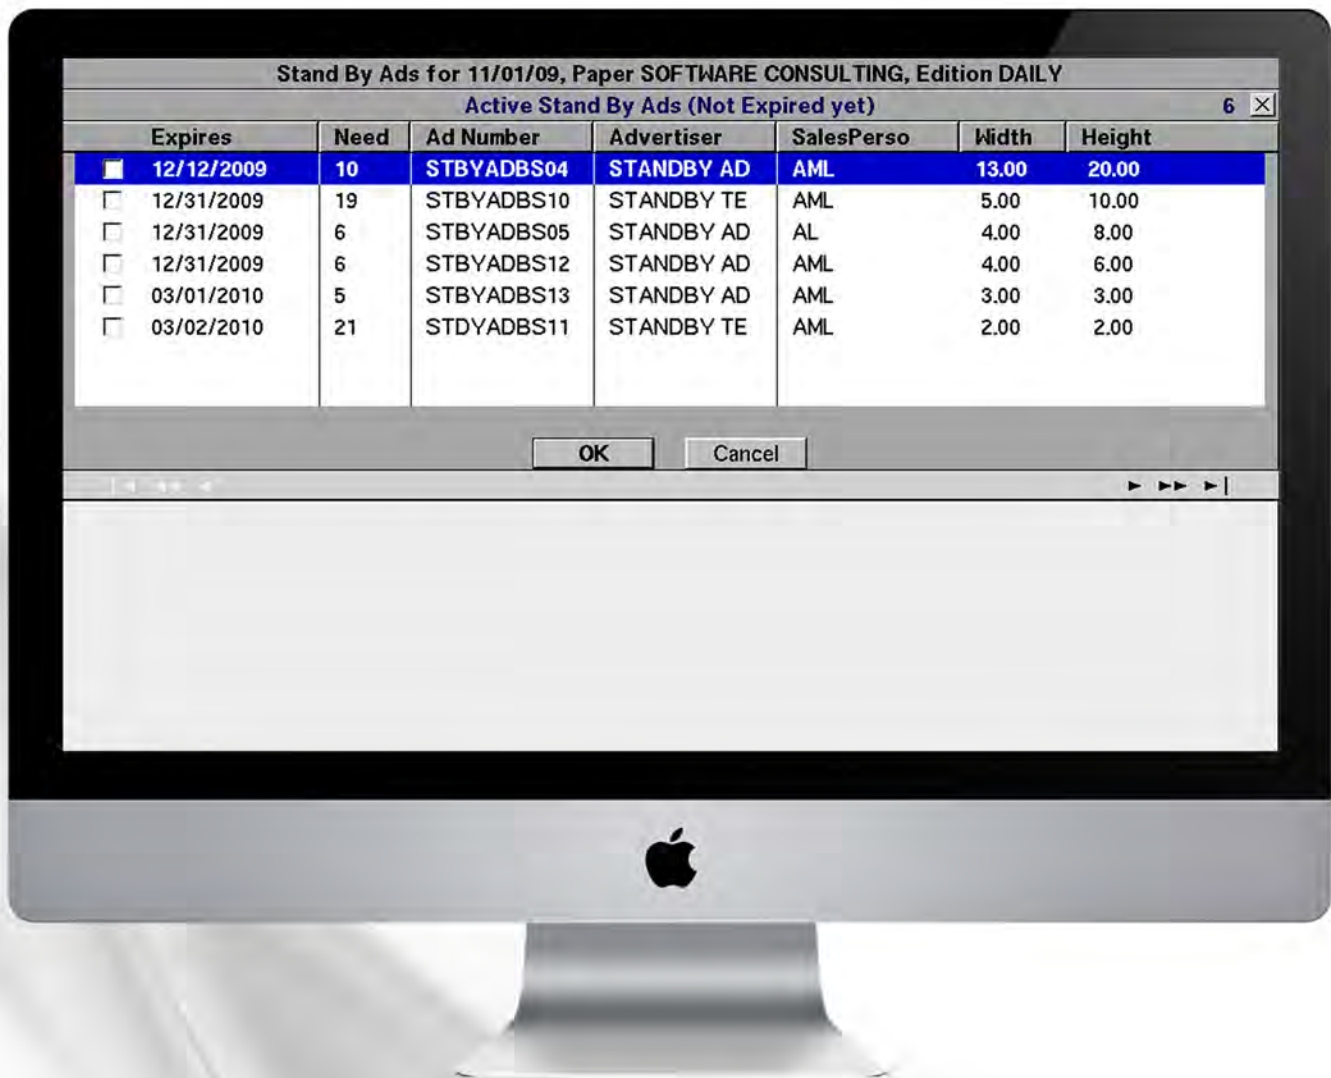 Stand By Ads for 11/01/09, Paper SOFTWARE CONSULTING, Edition DAILY
Active Stand By Ads (Not Expired yet) 6
Expires Need Ad Number Advertiser SalesPerso Width Height
12/12/2009 10 STBYADBS04 STANDBY AD AML 13.00 20.00
12/31/2009 19 STBYADBS10 STANDBY TE AML 5.00 10.00
12/31/2009 6 STBYADBS05 STANDBY AD AL 4.00 8.00
12/31/2009 6 STBYADBS12 STANDBY AD AML 4.00 6.00
03/01/2010 5 STBYADBS13 STANDBY AD AML 3.00 3.00
03/02/2010 21 STDYADBS11 STANDBY TE AML 2.00 2.00
OK Cancel